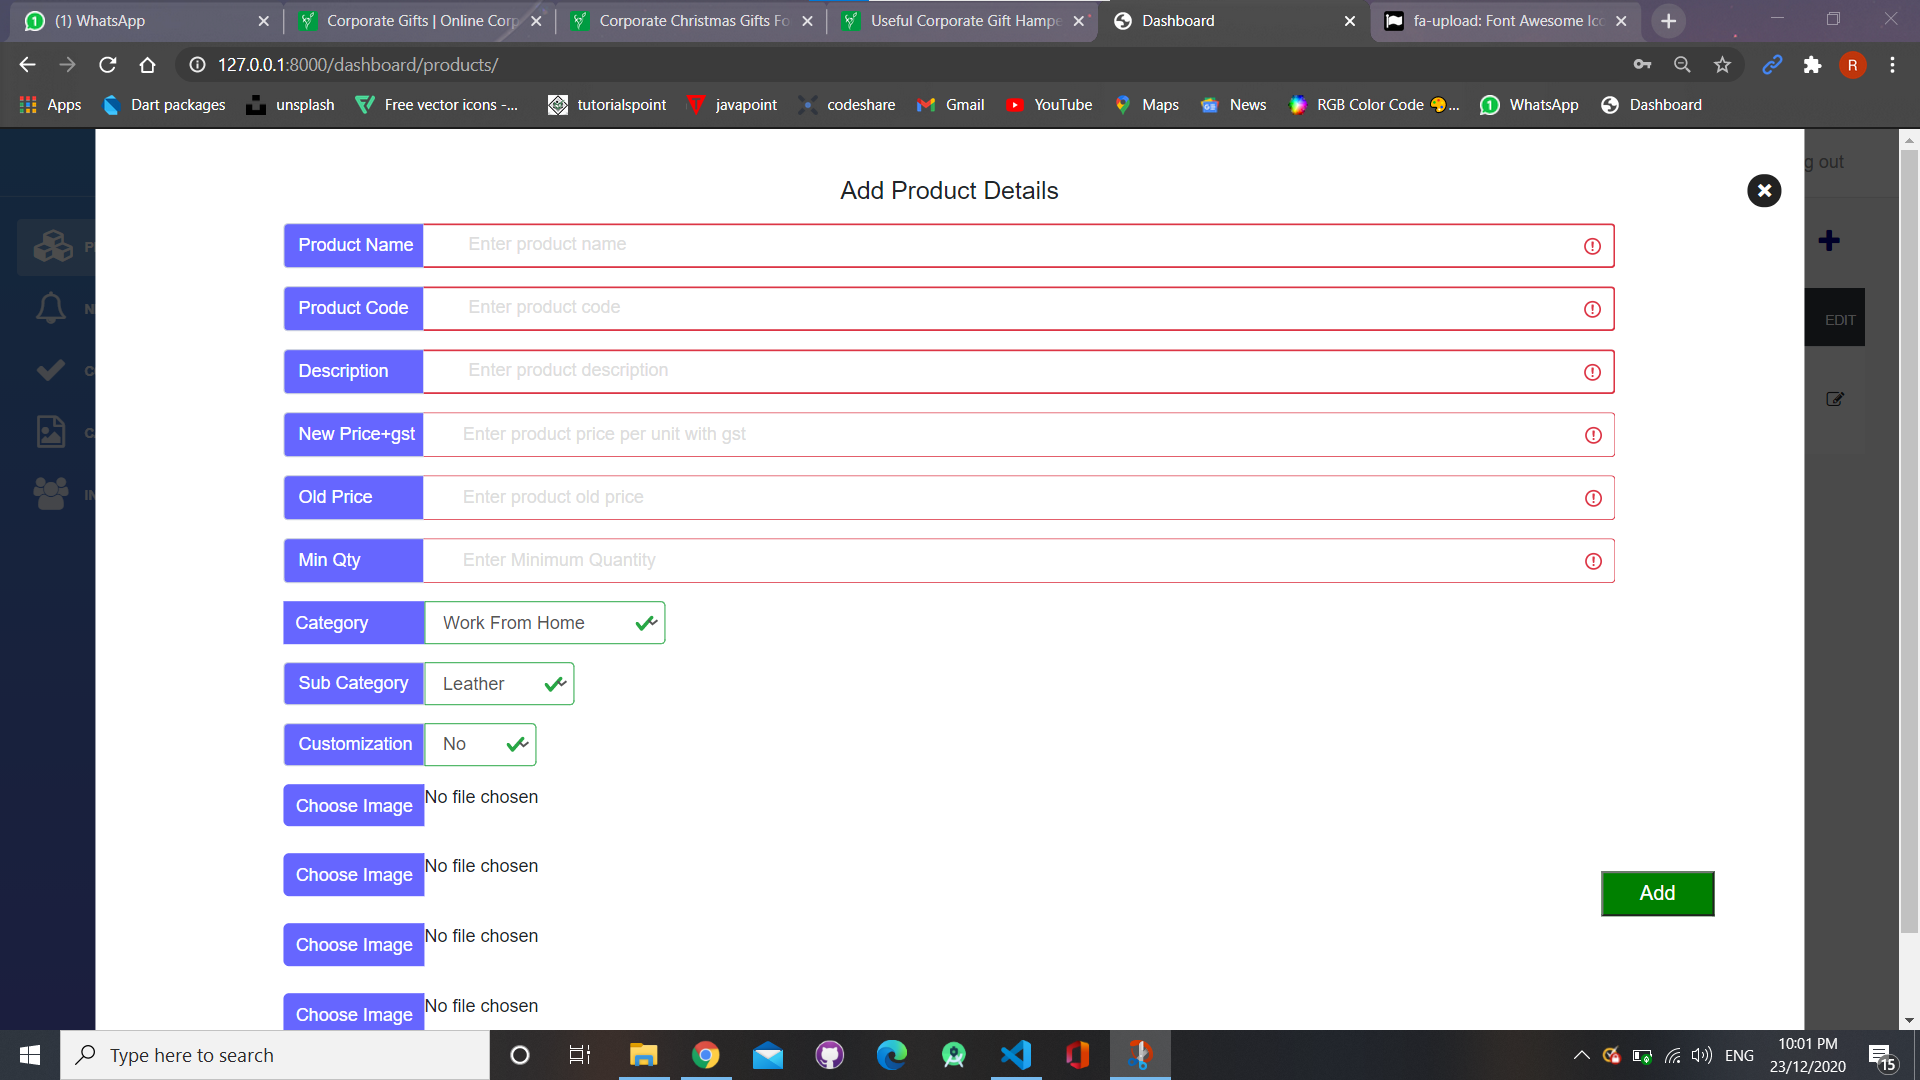 (1) WhatsApp
Corporate Gifts | Online Corp
Corporate Christmas Gifts Fo
Useful Corporate Gift Hampe
Dashboard
fa-upload: Font Awesome Ico
127.0.0.1:8000/dashboard/products/
R
Apps
Dart packages
unsplash
Free vector icons -...
tutorialspoint
javapoint
codeshare
Gmail
YouTube
Maps
News
RGB Color Code 🎨...
WhatsApp
Dashboard
g out
Add Product Details
Product Name
Enter product name
Product Code
Enter product code
EDIT
Description
Enter product description
New Price+gst
Enter product price per unit with gst
Old Price
Enter product old price
Min Qty
Enter Minimum Quantity
Category
Work From Home
Sub Category
Leather
Customization
No
Choose Image
No file chosen
Choose Image
No file chosen
Add
Choose Image
No file chosen
Choose Image
No file chosen
Type here to search
ENG
10:01 PM
23/12/2020
15